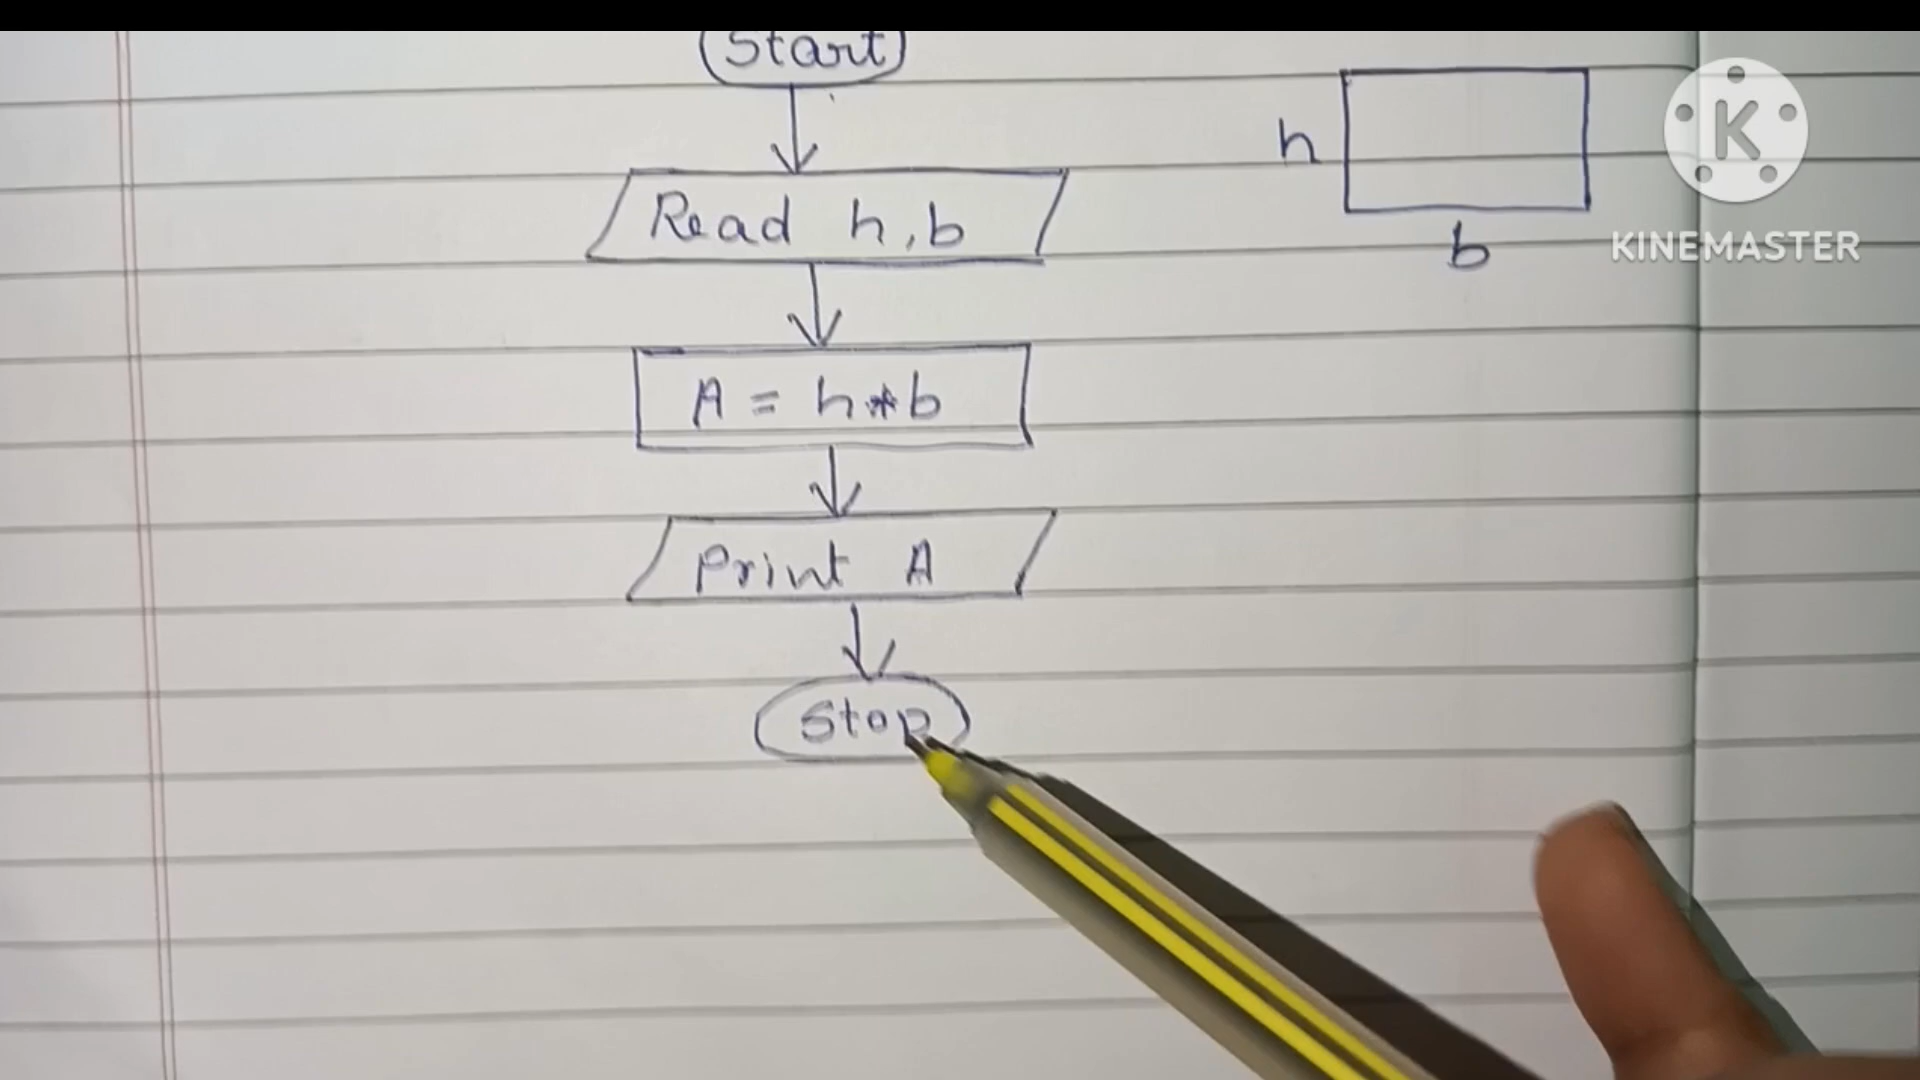 Start
Read h,b
A = h*b
Print A
Stop
h
b
K
KINEMASTER